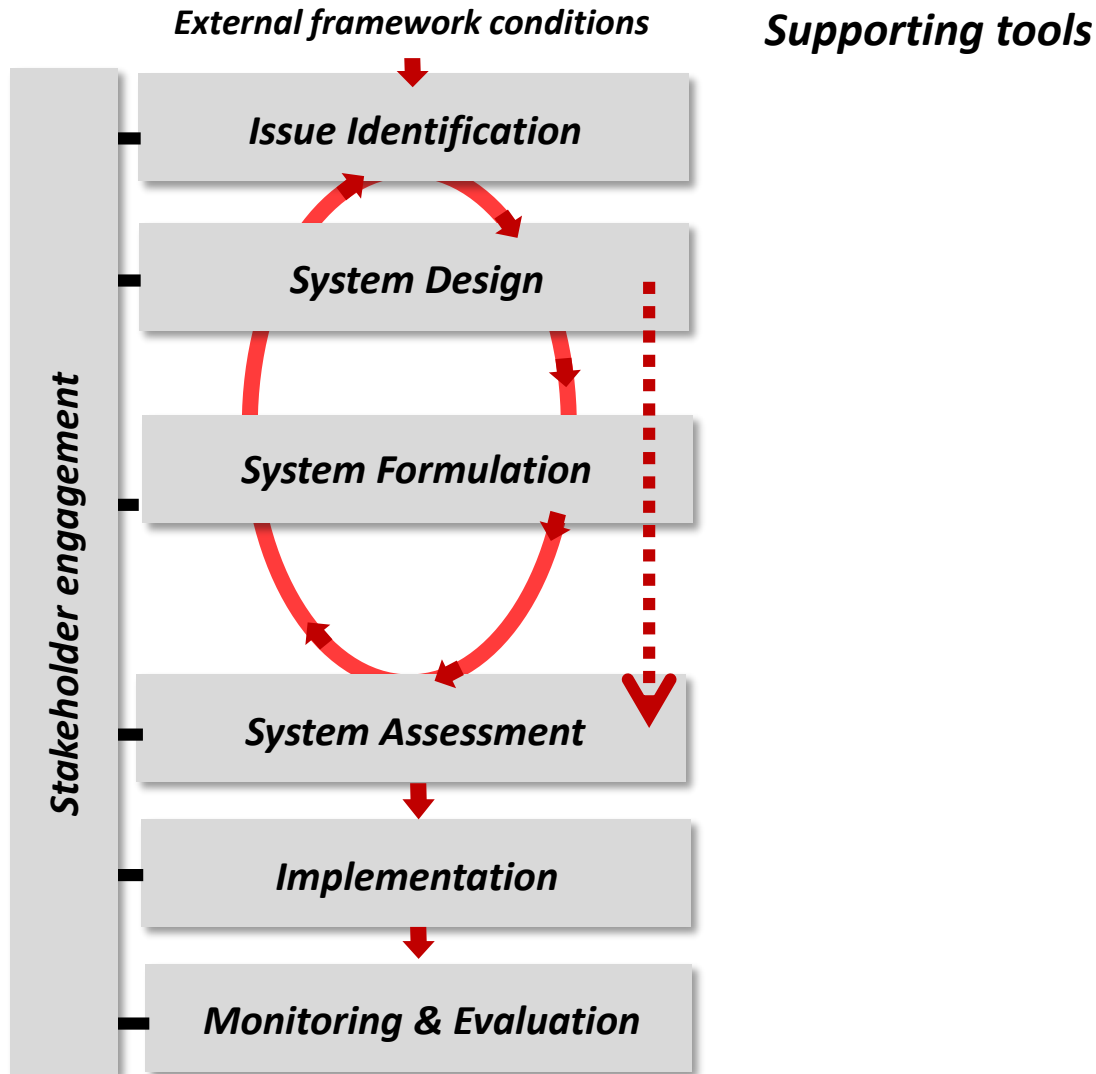 External framework conditions
Supporting tools
Issue Identification
System Design
System Formulation
System Assessment
Implementation
Monitoring & Evaluation
Stakeholder engagement